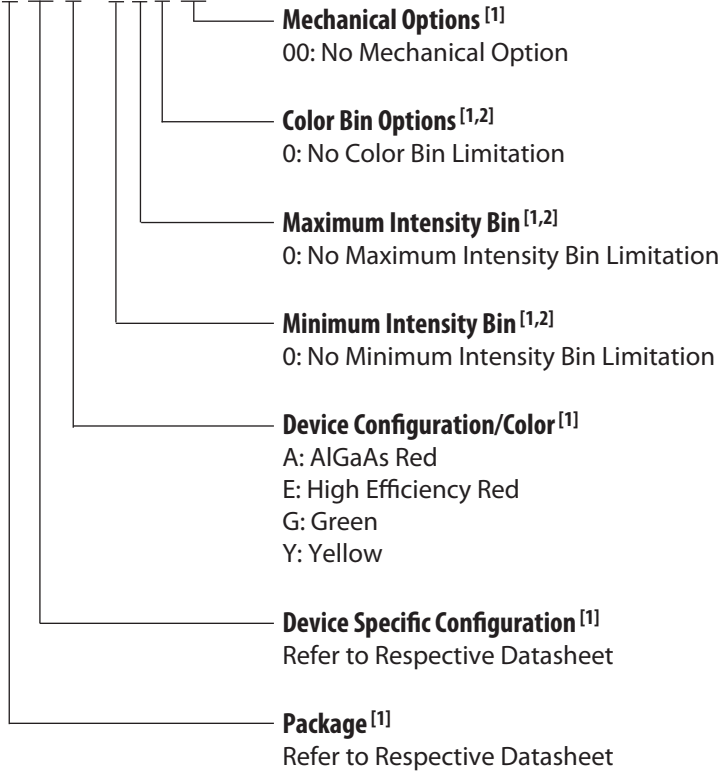 Mechanical Options [1]
00: No Mechanical Option
Color Bin Options [1,2]
0: No Color Bin Limitation
Maximum Intensity Bin [1,2]
0: No Maximum Intensity Bin Limitation
Minimum Intensity Bin [1,2]
0: No Minimum Intensity Bin Limitation
Device Configuration/Color [1]
A: AlGaAs Red
E: High Efficiency Red
G: Green
Y: Yellow
Device Specific Configuration [1]
Refer to Respective Datasheet
Package [1]
Refer to Respective Datasheet